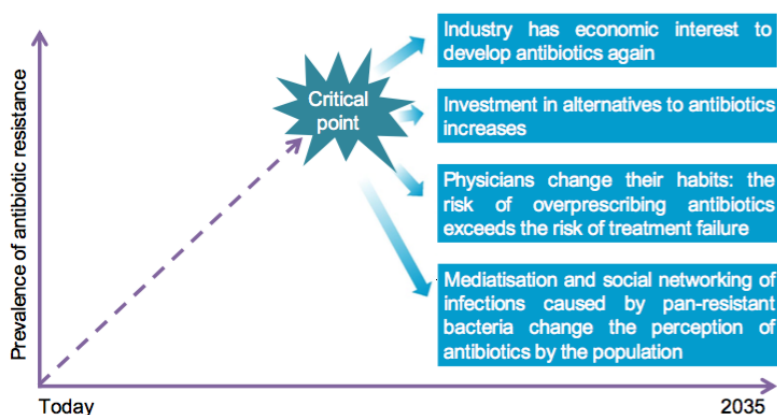 Industry has economic interest to
develop antibiotics again
Critical
point
Investment in alternatives to antibiotics
increases
Physicians change their habits: the
risk of overprescribing antibiotics
exceeds the risk of treatment failure
Mediatisation and social networking of
infections caused by pan-resistant
bacteria change the perception of
antibiotics by the population
Prevalence of antibiotic resistance
Today
2035